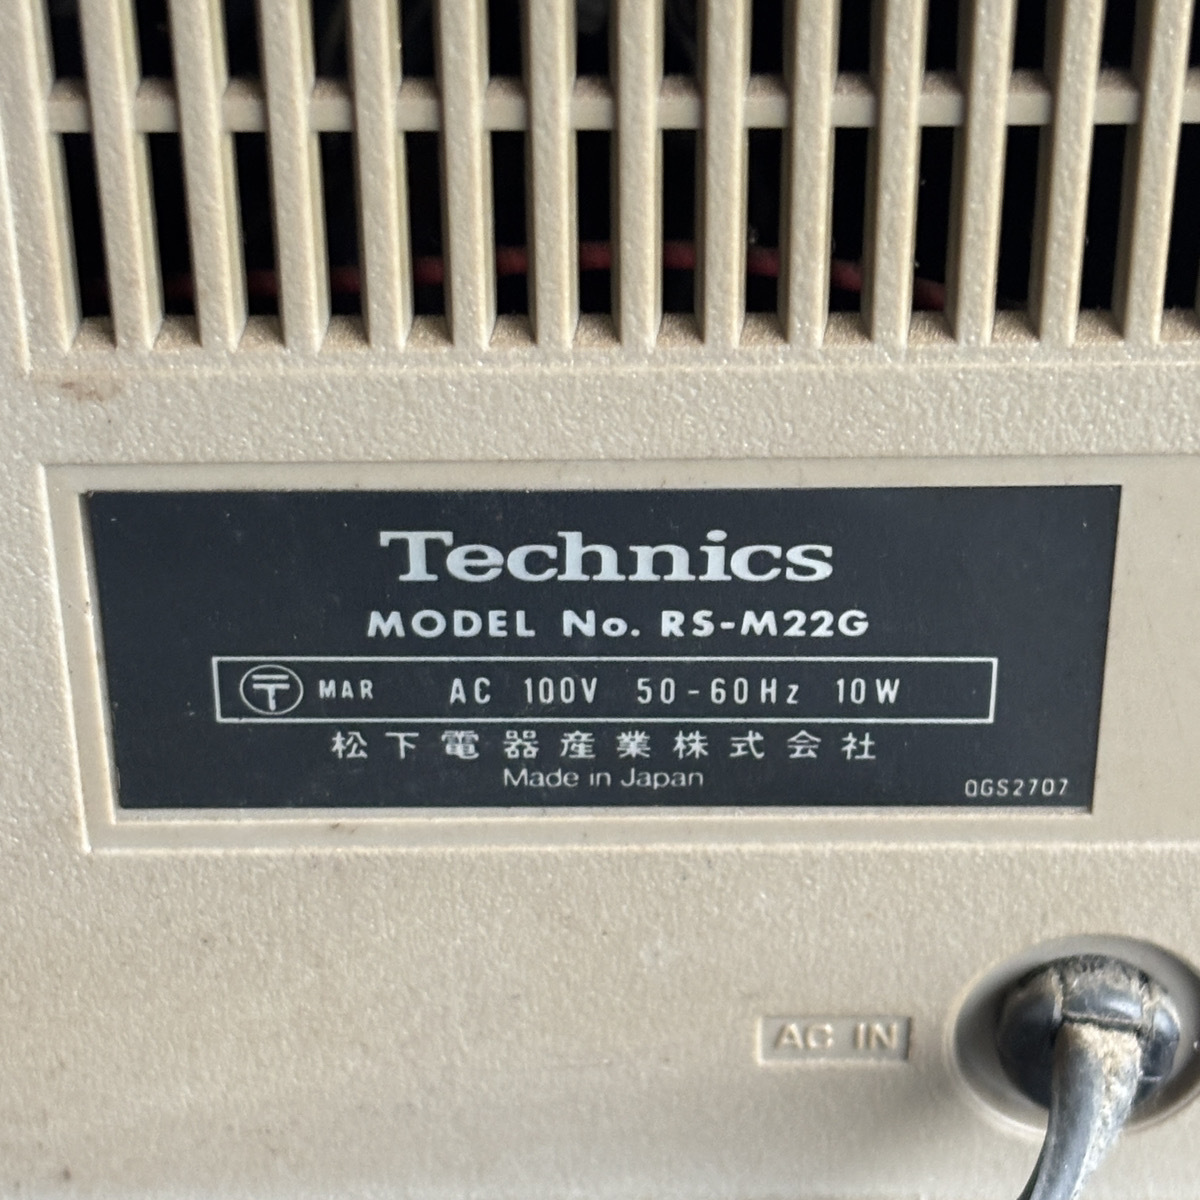 Technics
MODEL No. RS-M22G
〒 MAR AC 100V 50-60Hz 10W
松下電器産業株式会社
Made in Japan
QGS2707
AC IN